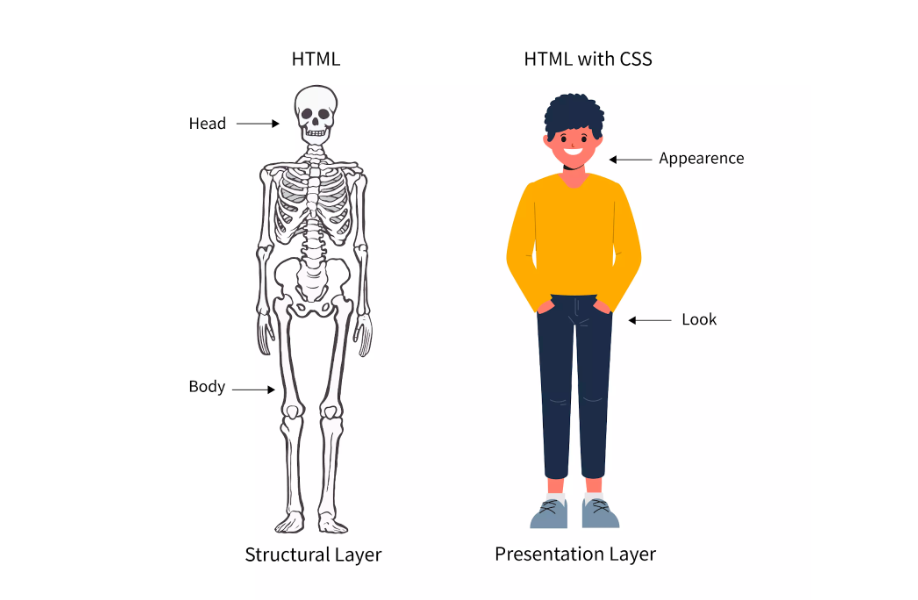 HTML
HTML with CSS
Head
Appearence
Look
Body
Structural Layer
Presentation Layer